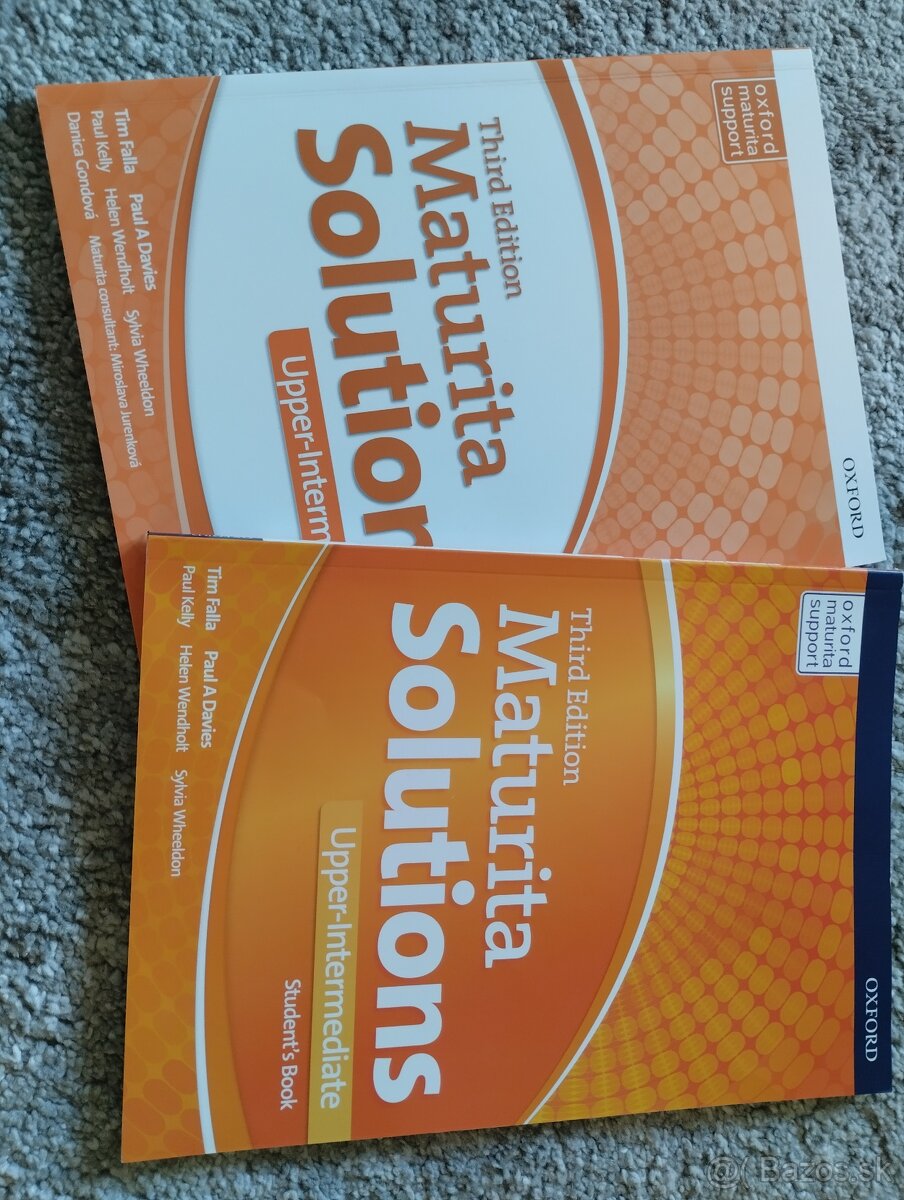 oxford
maturita
support
Third Edition
Maturita
Solution
Upper-Interm
Tim Falla Paul A Davies
Paul Kelly Helen Wendholt Sylvia Wheeldon
Danica Gondová Maturita consultant: Miroslava Jurenková
OXFORD
oxford
maturita
support
Third Edition
Maturita
Solutions
Upper-Intermediate
Student's Book
Tim Falla Paul A Davies
Paul Kelly Helen Wendholt Sylvia Wheeldon
OXFORD
Bazos.sk